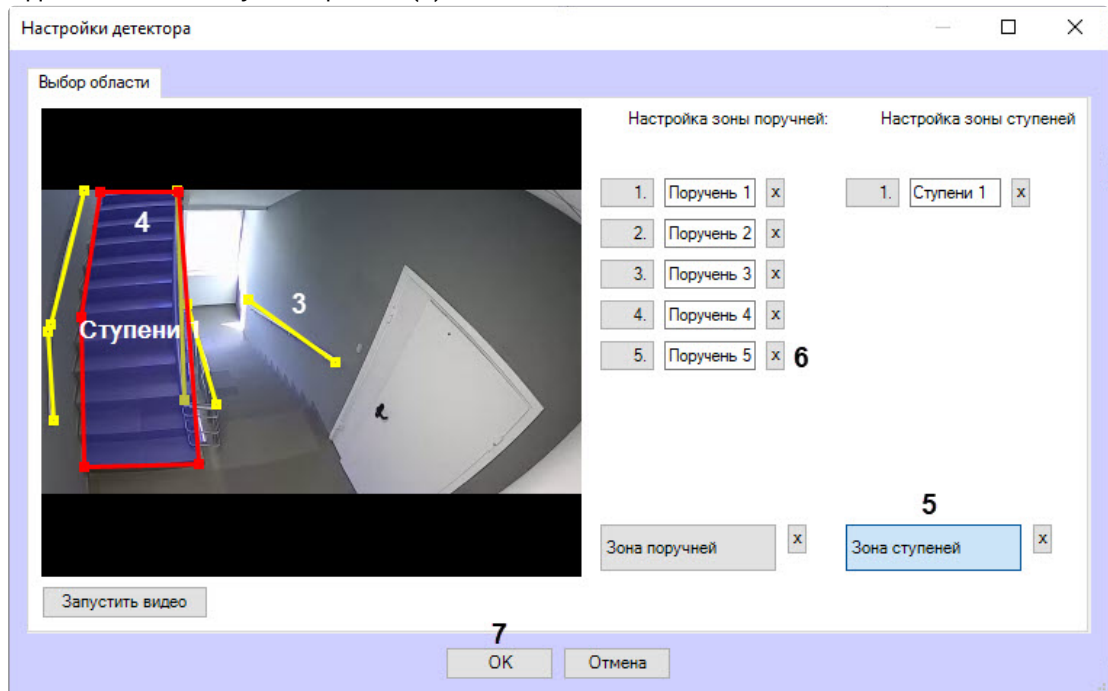 Настройки детектора
Выбор области
Настройка зоны поручней: Настройка зоны ступеней
1. Поручень 1 x 1. Ступени 1 x
4
2. Поручень 2 x
3. Поручень 3 x
3
4. Поручень 4 x
Ступени 1
5. Поручень 5 x 6
5
Зона поручней x Зона ступеней x
Запустить видео
7
OK Отмена